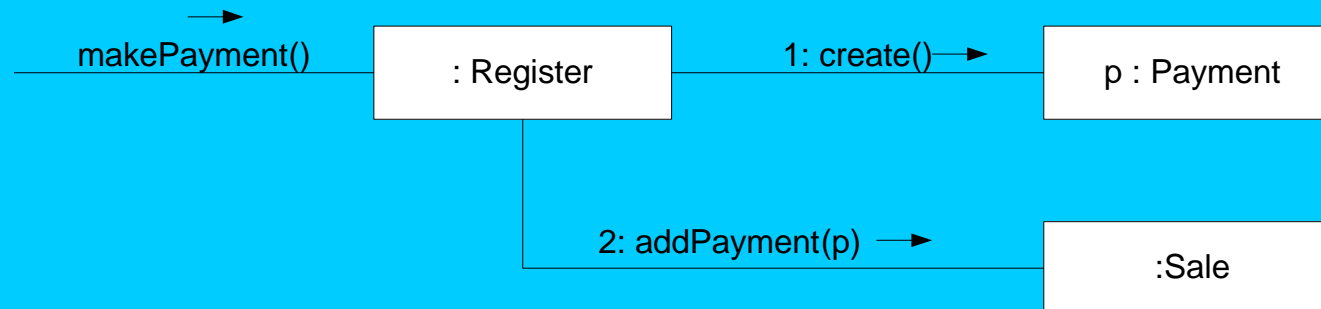 makePayment()
: Register
1: create()
p : Payment
2: addPayment(p)
:Sale